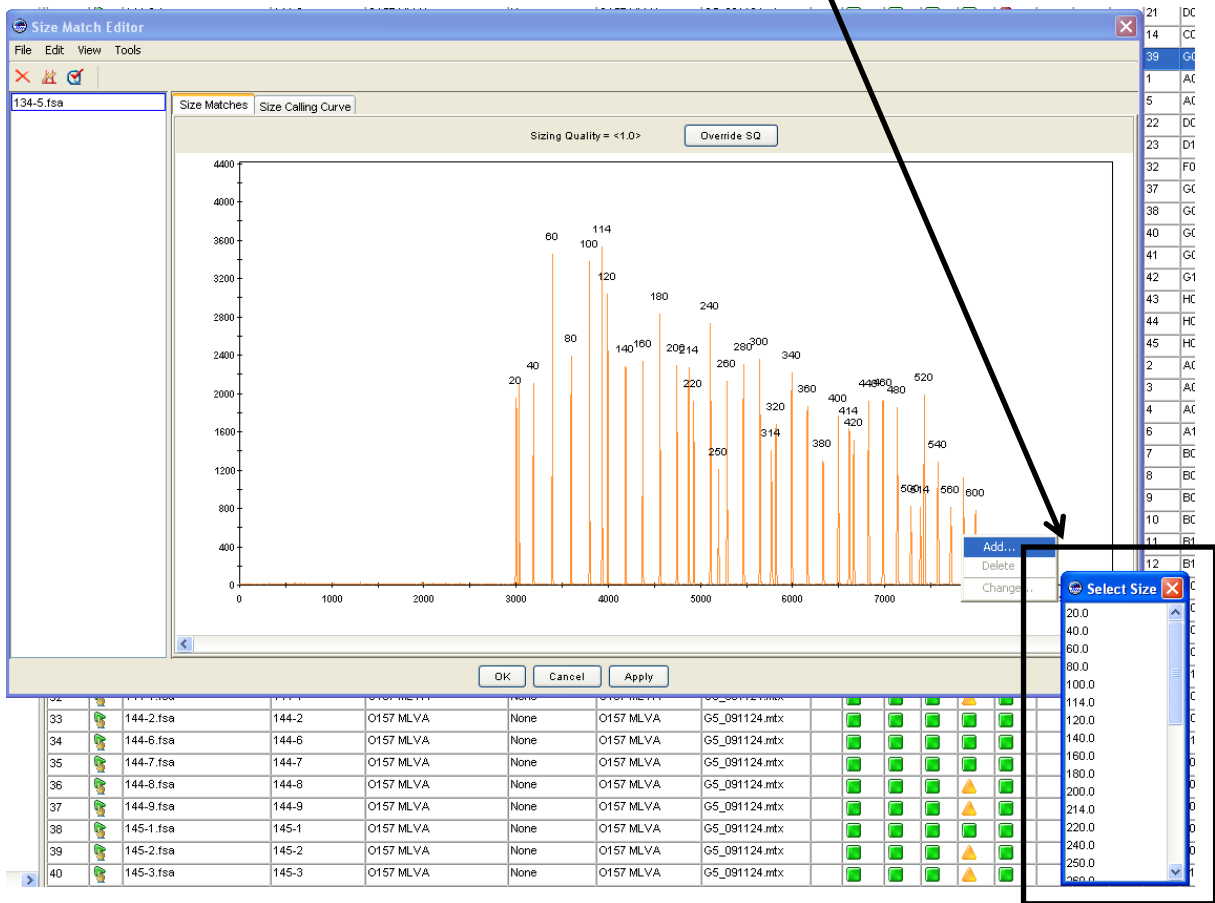 Size Match Editor
File Edit View Tools
134-5.fsa
Size Matches Size Calling Curve
Sizing Quality = <1.0> Override SQ
4400
4000
3600
3200
2800
2400
2000
1600
1200
800
400
0
0 1000 2000 3000 4000 5000 6000 7000
20 40 60 80 100 114 120 140 160 180 200 214 220 240 250 260 280 300 314 320 340 360 380 400 414 420 440 460 480 500 514 520 540 560 600
Add...
Delete
Change...
OK Cancel Apply
Select Size
20.0
40.0
60.0
80.0
100.0
114.0
120.0
140.0
160.0
180.0
200.0
214.0
220.0
240.0
250.0
260.0
21
14
39
1
5
22
23 D1
32
37
38
40
41
42 G1
43
44
45
2
3
4
6 A1
7
8
9
10
11 B1
12 B1
33 144-2.fsa 144-2 O157 MLVA None O157 MLVA G5_091124.mtx
34 144-6.fsa 144-6 O157 MLVA None O157 MLVA G5_091124.mtx
35 144-7.fsa 144-7 O157 MLVA None O157 MLVA G5_091124.mtx
36 144-8.fsa 144-8 O157 MLVA None O157 MLVA G5_091124.mtx
37 144-9.fsa 144-9 O157 MLVA None O157 MLVA G5_091124.mtx
38 145-1.fsa 145-1 O157 MLVA None O157 MLVA G5_091124.mtx
39 145-2.fsa 145-2 O157 MLVA None O157 MLVA G5_091124.mtx
40 145-3.fsa 145-3 O157 MLVA None O157 MLVA G5_091124.mtx